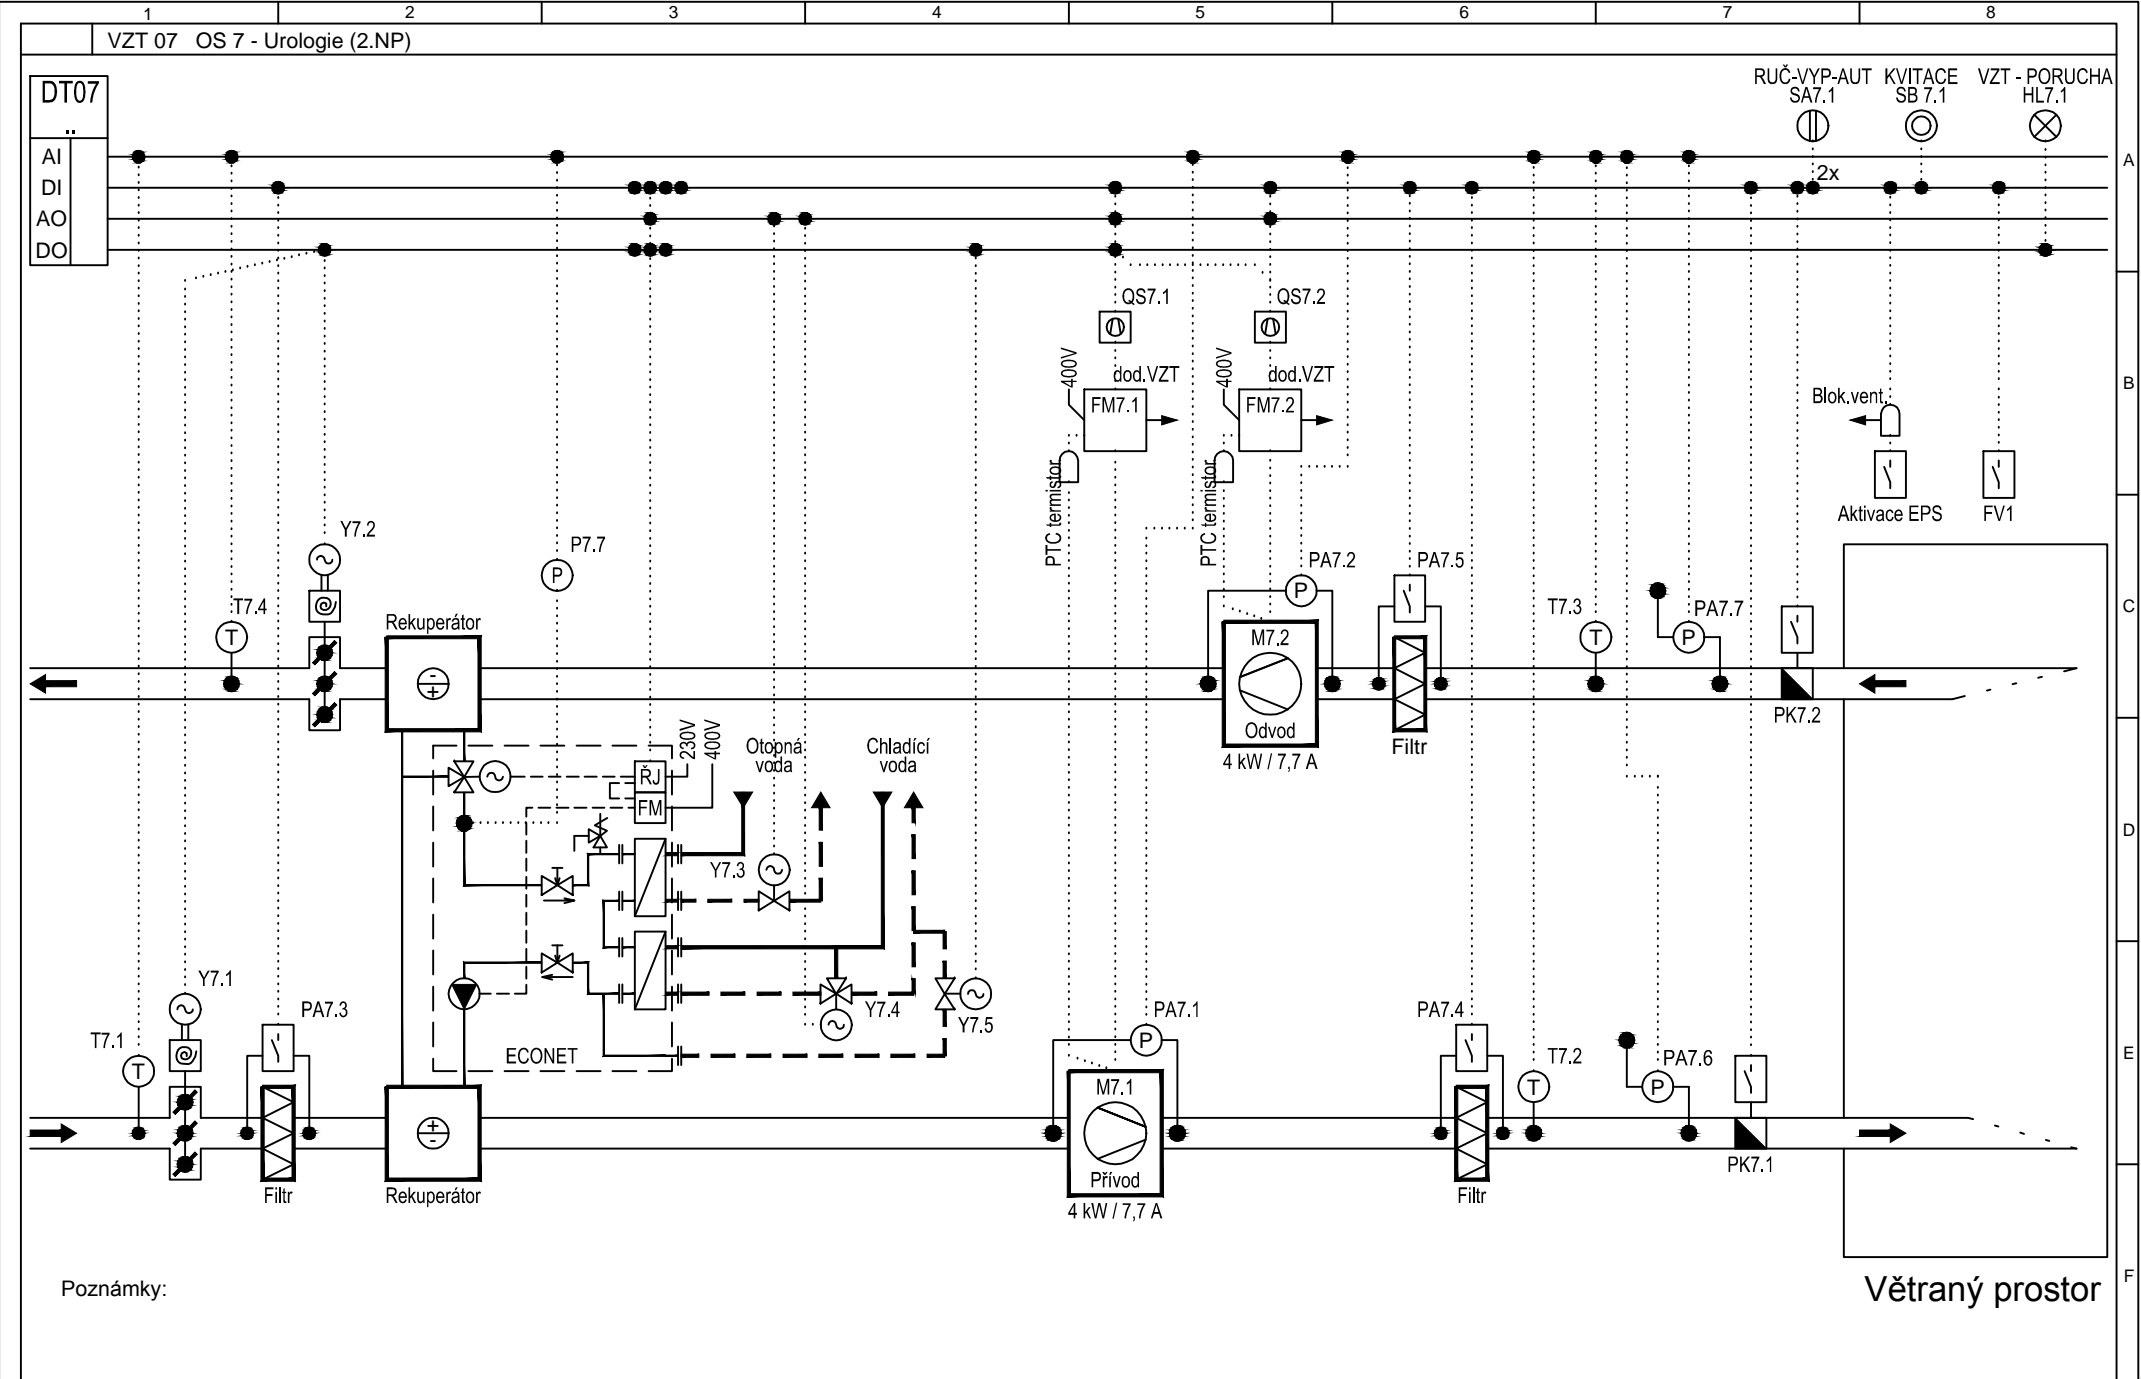 1 2 3 4 5 6 7 8
VZT 07 OS 7 - Urologie (2.NP)
DT07
..
RUČ-VYP-AUT KVITACE VZT - PORUCHA
SA7.1 SB 7.1 HL7.1
AI
A
DI
2x
AO
DO
QS7.1 QS7.2
400V dod.VZT 400V dod.VZT
FM7.1 FM7.2
B
Blok.vent.
PTC termistor PTC termistor
Aktivace EPS FV1
Y7.2
P7.7
P
PA7.2 PA7.5
P
T7.4
T
Rekuperátor
T7.3
T
PA7.7
P
C
M7.2
-
+
Odvod
4 kW / 7,7 A
Filtr
PK7.2
230V
400V
Otopná
voda
Chladící
voda
ŘJ
FM
D
Y7.3
Y7.1
PA7.3
Y7.4
Y7.5
PA7.1
P
PA7.4
T7.1
T
ECONET
T7.2
T
PA7.6
P
E
M7.1
+
-
Přívod
4 kW / 7,7 A
Filtr
Rekuperátor
Filtr
PK7.1
Poznámky:
Větraný prostor
F